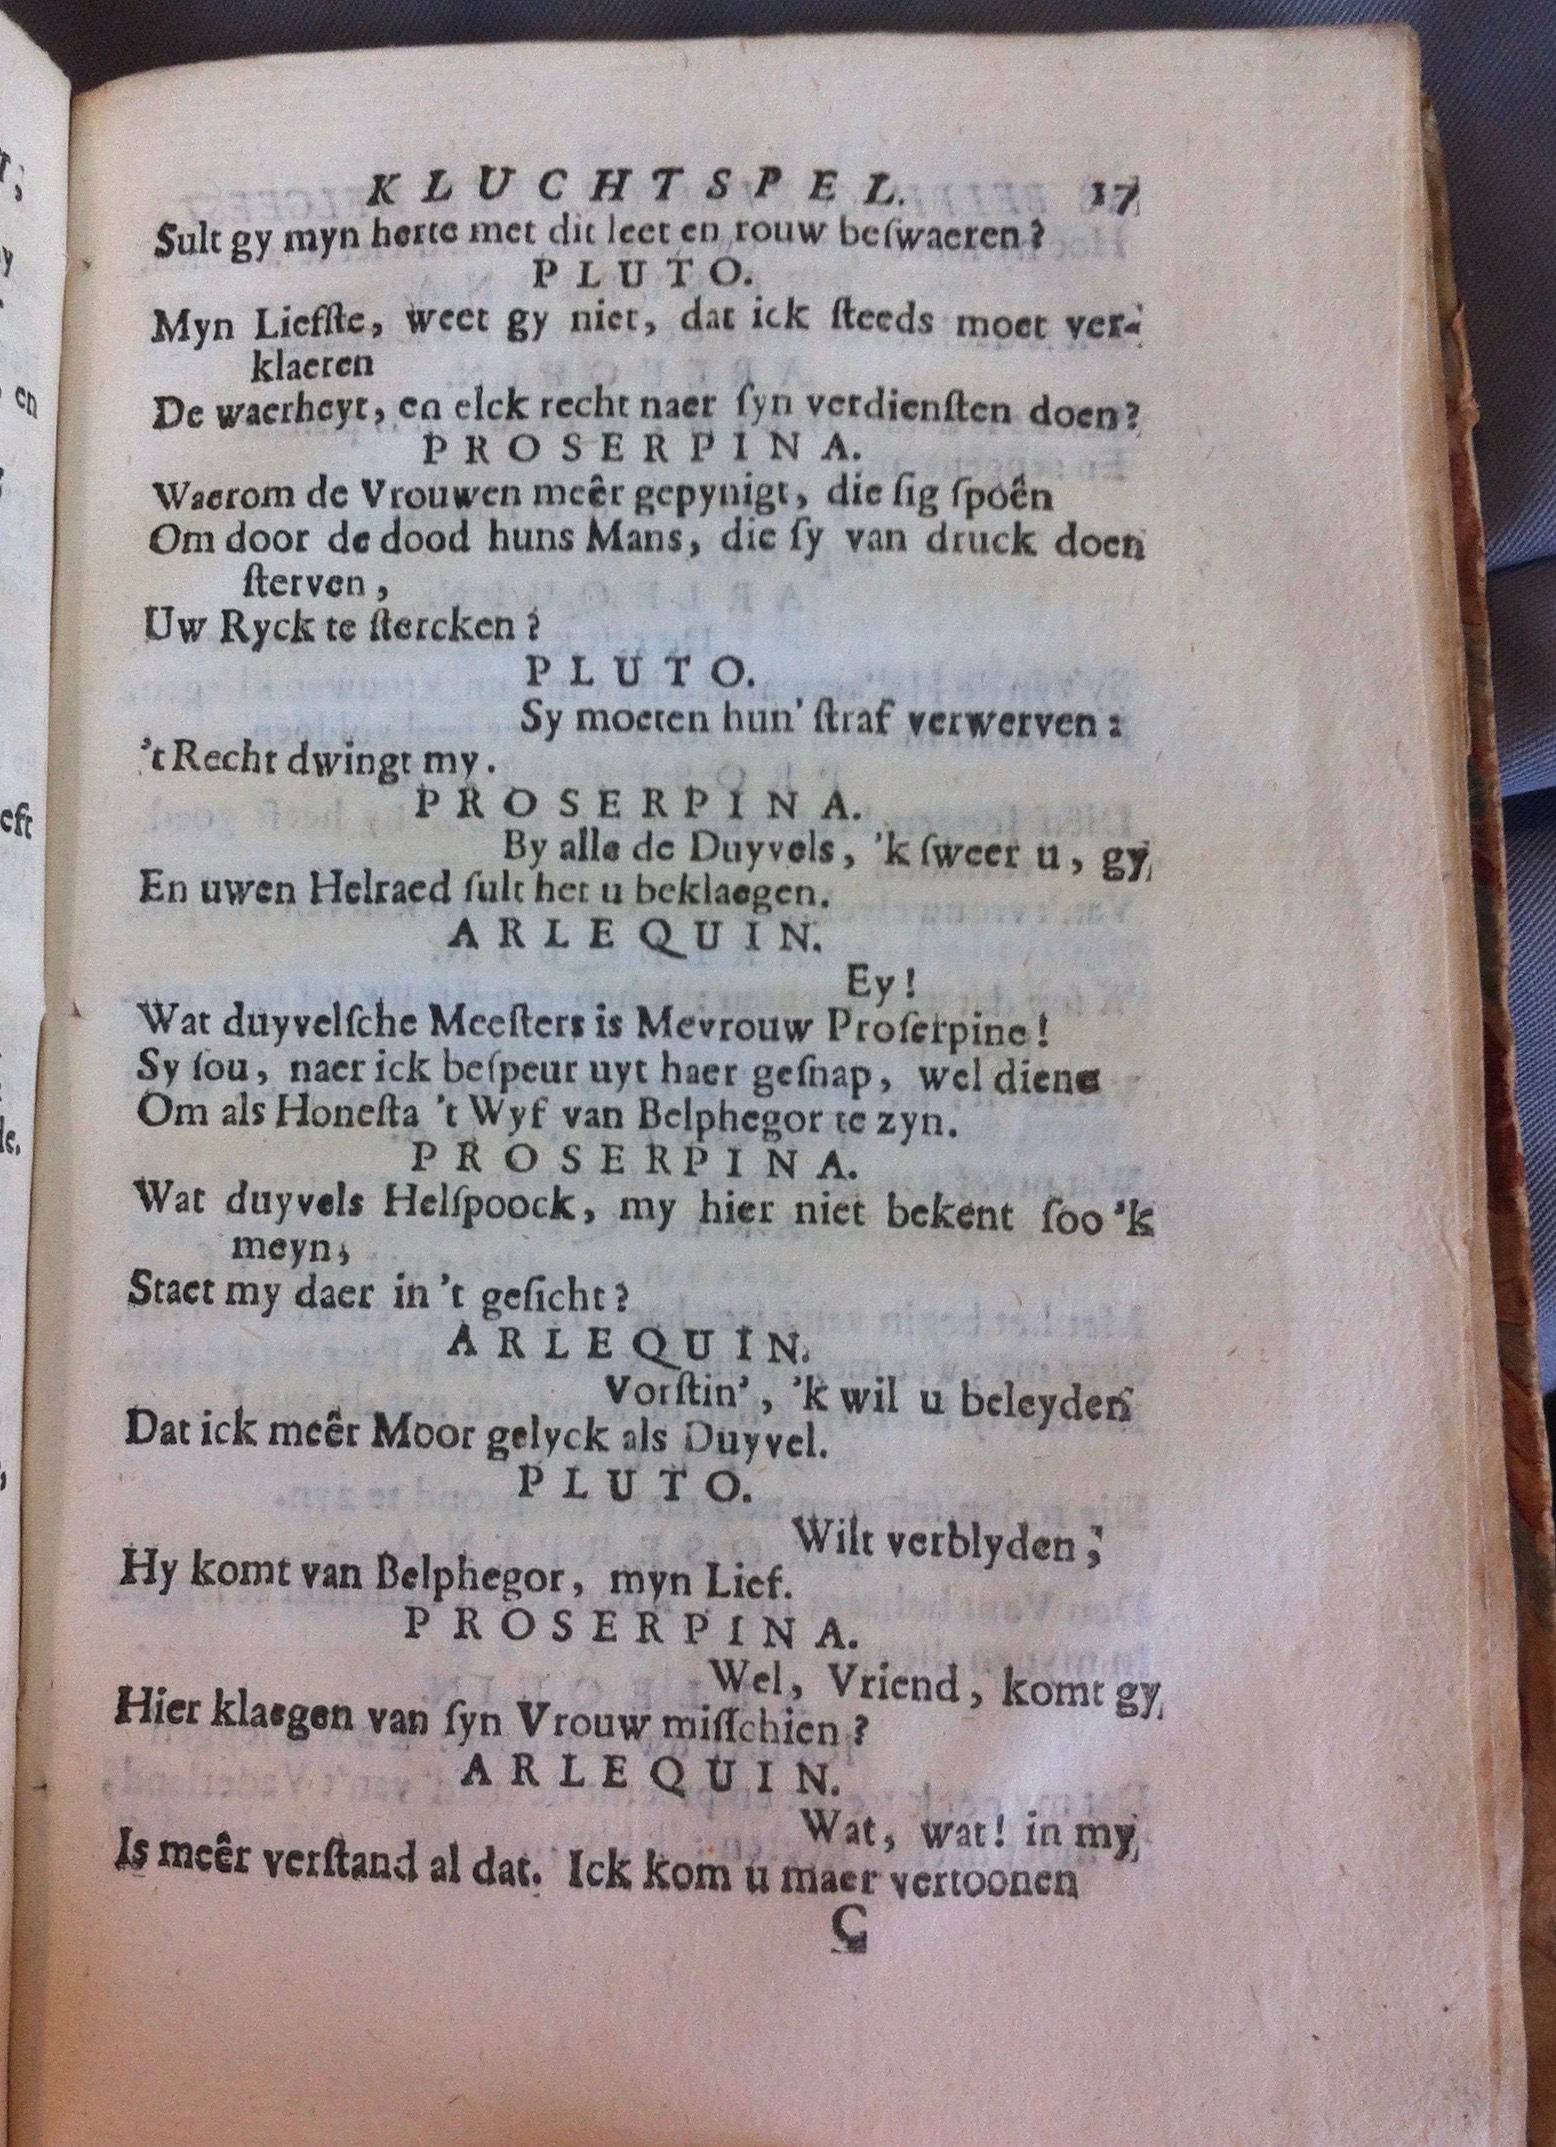 KLUCHTSPEL. 17
Sult gy myn herte met dit leet en rouw beſwaeren?
PLUTO.
Myn Liefſte, weet gy niet, dat ick ſteeds moet ver-
klaeren
De waerheyt, en elck recht naer ſyn verdienſten doen?
PROSERPINA.
Waerom de Vrouwen meêr gepynigt, die ſig ſpoên
Om door de dood huns Mans, die ſy van druck doen
ſterven,
Uw Ryck te ſtercken?
PLUTO.
Sy moeten hun' ſtraf verwerven:
't Recht dwingt my.
PROSERPINA.
By alle de Duyvels, 'k ſweer u, gy
En uwen Helraed ſult het u beklaegen.
ARLEQUIN.
Ey!
Wat duyvelſche Meeſters is Mevrouw Proſerpine!
Sy ſou, naer ick beſpeur uyt haer geſnap, wel diene
Om als Honeſta 't Wyf van Belphegor te zyn.
PROSERPINA.
Wat duyvels Helſpoock, my hier niet bekent ſoo 'k
meyn,
Staet my daer in 't geſicht?
ARLEQUIN.
Vorſtin', 'k wil u beleyden
Dat ick meêr Moor gelyck als Duyvel.
PLUTO.
Wilt verblyden,
Hy komt van Belphegor, myn Lief.
PROSERPINA.
Wel, Vriend, komt gy
Hier klaegen van ſyn Vrouw miſſchien?
ARLEQUIN.
Wat, wat! in my
Is meêr verſtand al dat. Ick kom u maer vertoonen
C
eft
en